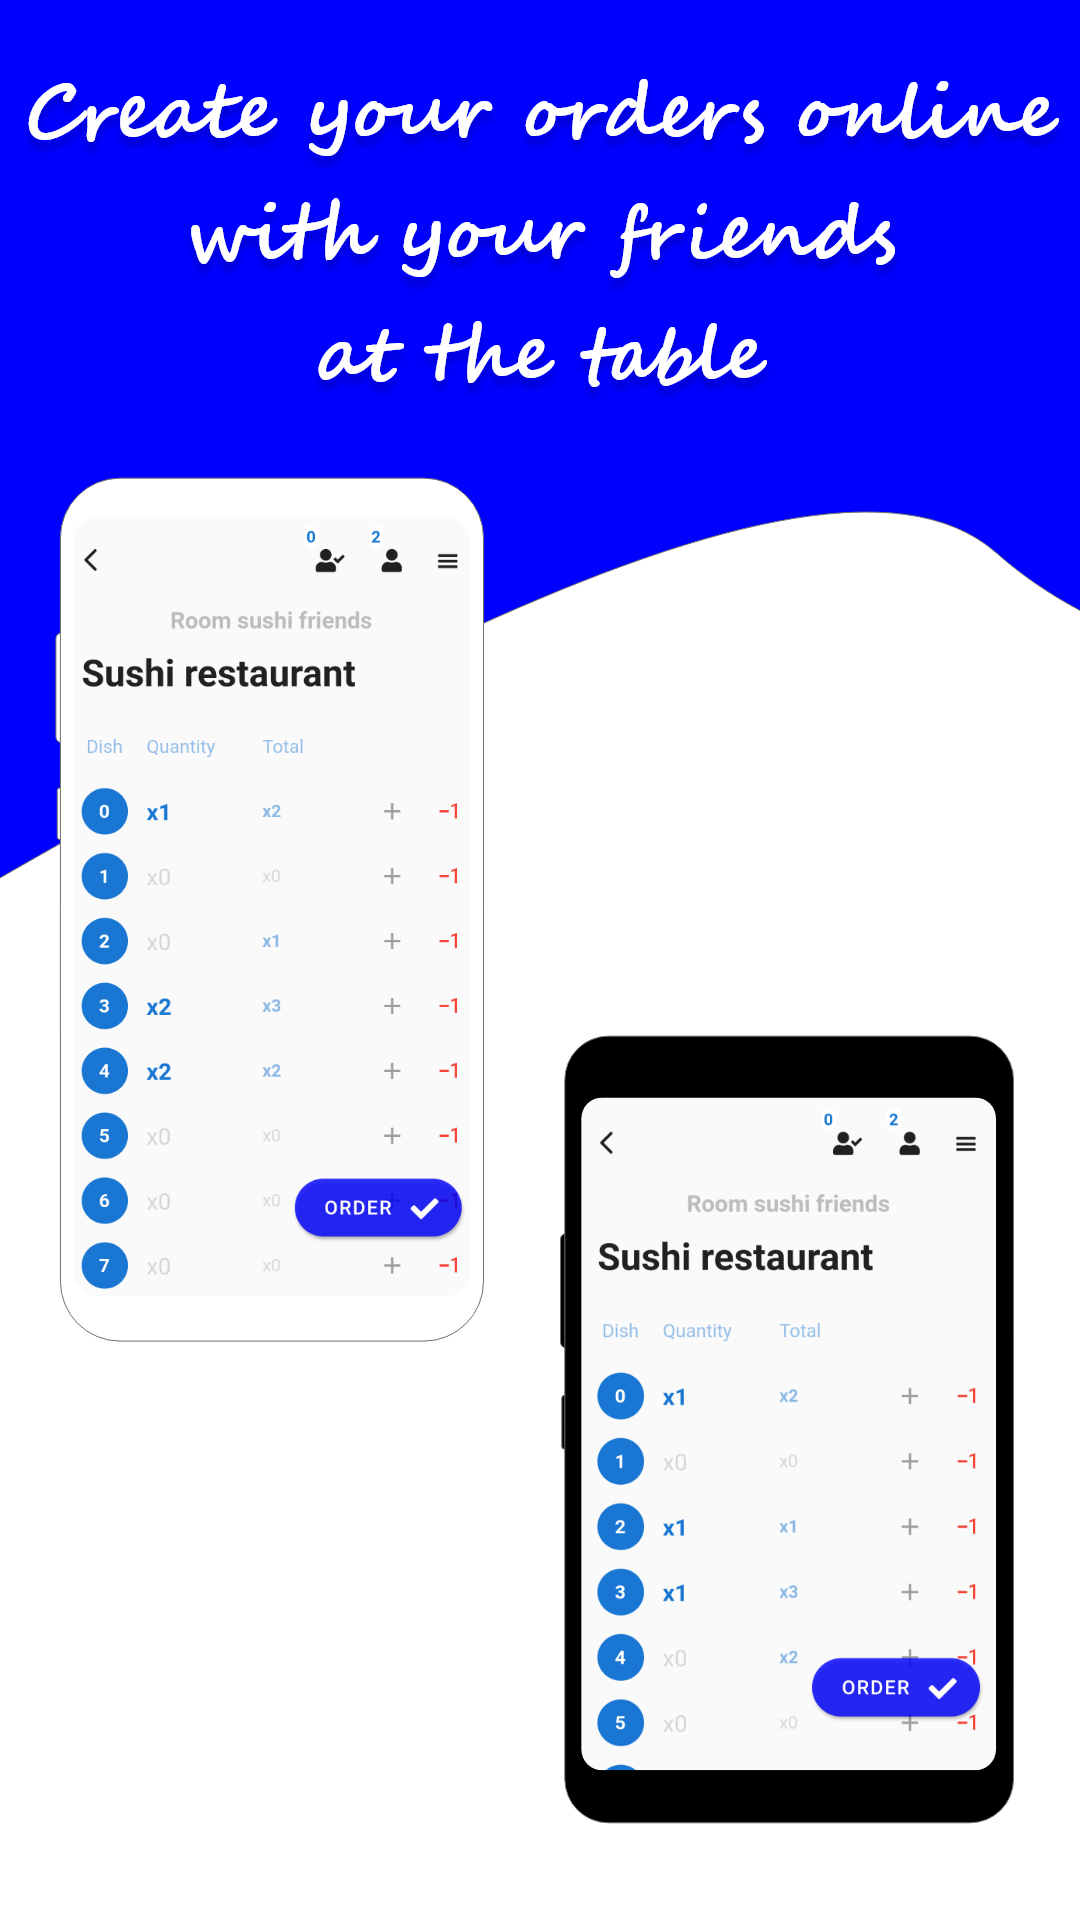 Create your orders online
with your friends
at the table
0 2
Room sushi friends
Sushi restaurant
Dish Quantity Total
0 x1 x2 + −1
1 x0 x0 + −1
2 x0 x1 + −1
3 x2 x3 + −1
4 x2 x2 + −1
5 x0 x0 + −1
6 x0 x0 + −1
ORDER
7 x0 x0 + −1
0 2
Room sushi friends
Sushi restaurant
Dish Quantity Total
0 x1 x2 + −1
1 x0 x0 + −1
2 x1 x1 + −1
3 x1 x3 + −1
4 x0 x2 + −1
ORDER
5 x0 x0 + −1